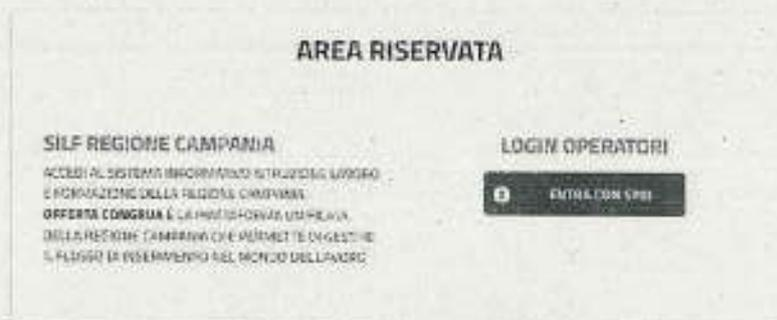 AREA RISERVATA
SILF REGIONE CAMPANIA
ACCEDI AL SISTEMA INFORMATIVO ISTRUZIONE LAVORO
E FORMAZIONE DELLA REGIONE CAMPANIA
OFFERTA CONGRUA È LA PIATTAFORMA UNIFICATA
DELLA REGIONE CAMPANIA CHE PERMETTE DI GESTIRE
IL FLUSSO DI INSERIMENTO NEL MONDO DEL LAVORO
LOGIN OPERATORI
ENTRA CON SPID